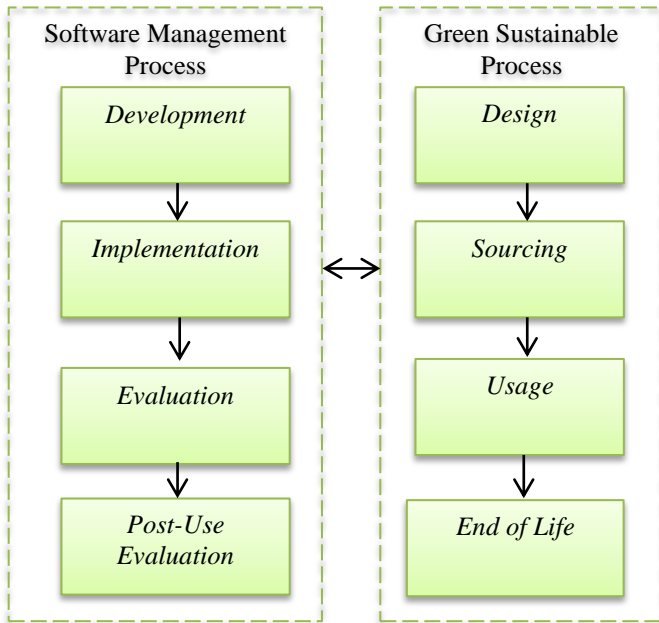 Software Management
Process
Development
Implementation
Evaluation
Post-Use
Evaluation
Green Sustainable
Process
Design
Sourcing
Usage
End of Life